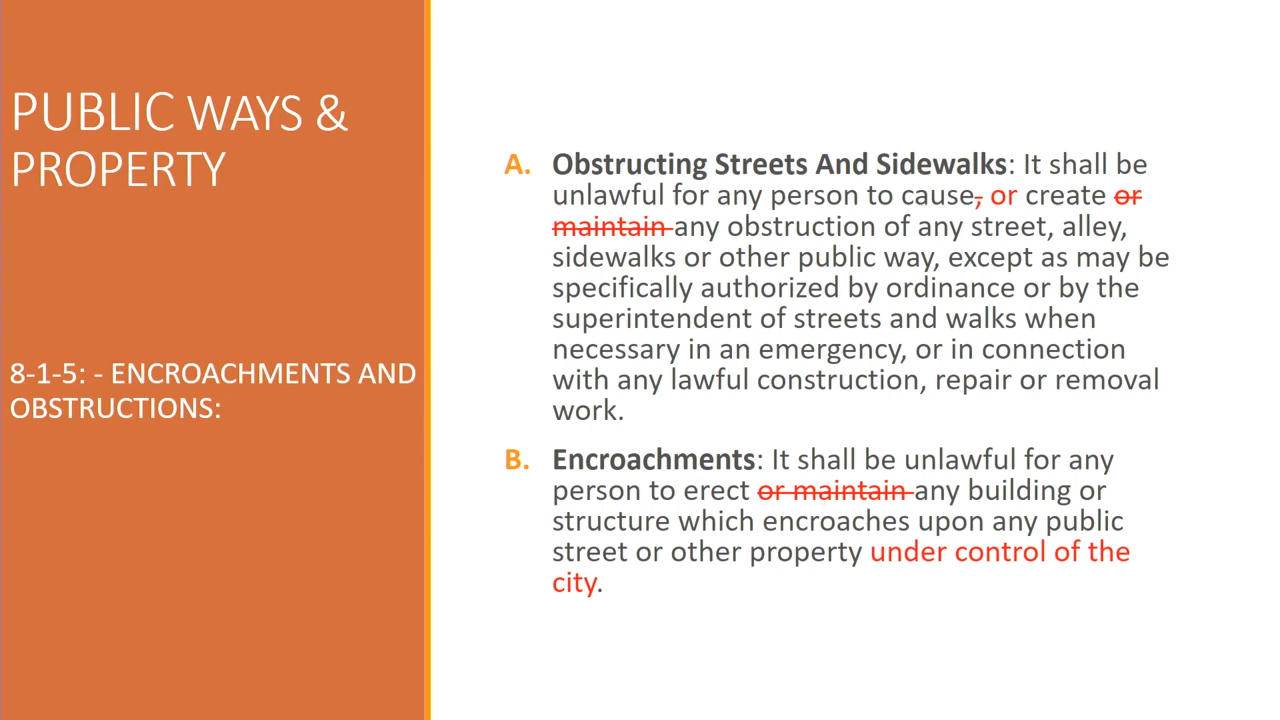 PUBLIC WAYS &
PROPERTY
8-1-5: - ENCROACHMENTS AND
OBSTRUCTIONS:
A. Obstructing Streets And Sidewalks: It shall be
unlawful for any person to cause, or create or
maintain any obstruction of any street, alley,
sidewalks or other public way, except as may be
specifically authorized by ordinance or by the
superintendent of streets and walks when
necessary in an emergency, or in connection
with any lawful construction, repair or removal
work.
B. Encroachments: It shall be unlawful for any
person to erect or maintain any building or
structure which encroaches upon any public
street or other property under control of the
city.